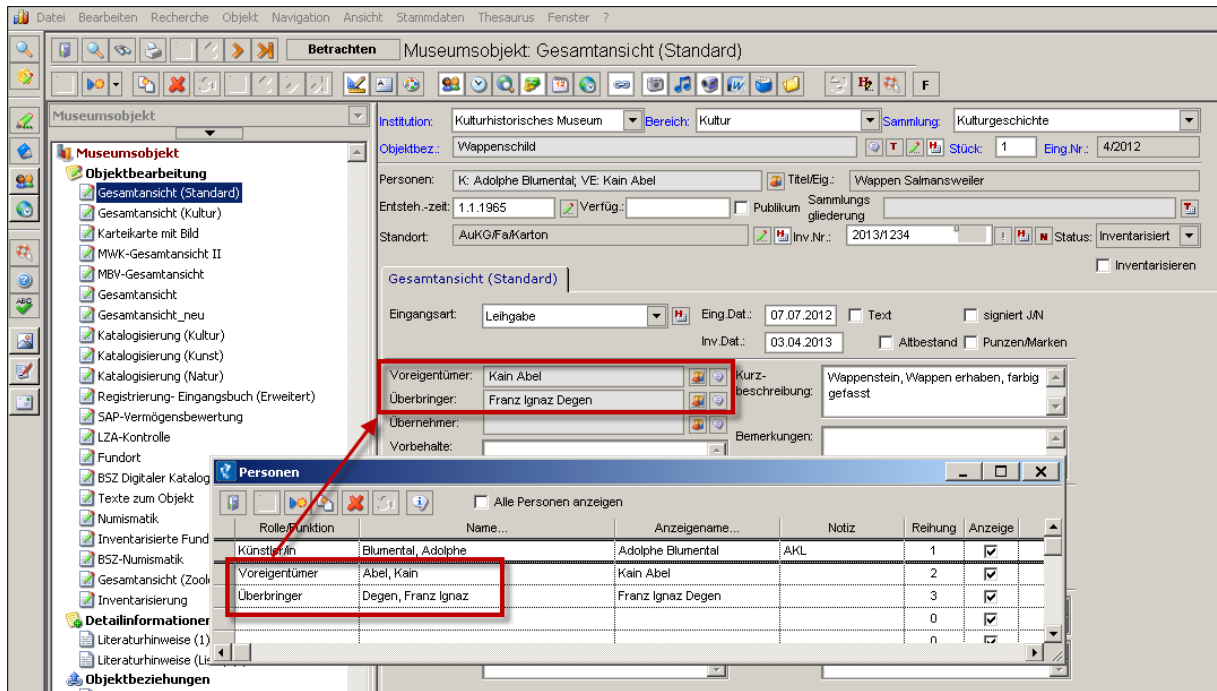 Datei Bearbeiten Recherche Objekt Navigation Ansicht Stammdaten Thesaurus Fenster ?
Betrachten Museumsobjekt: Gesamtansicht (Standard)
F
Museumsobjekt
Museumsobjekt
Objektbearbeitung
Gesamtansicht (Standard)
Gesamtansicht (Kultur)
Karteikarte mit Bild
MWK-Gesamtansicht II
MBV-Gesamtansicht
Gesamtansicht
Gesamtansicht_neu
Katalogisierung (Kultur)
Katalogisierung (Kunst)
Katalogisierung (Natur)
Registrierung- Eingangsbuch (Erweitert)
SAP-Vermögensbewertung
LZA-Kontrolle
Fundort
BSZ Digitaler Katalog
Texte zum Objekt
Numismatik
Inventarisierte Fund
BSZ-Numismatik
Gesamtansicht (Zool
Inventarisierung
Detailinformationen
Literaturhinweise (1)
Literaturhinweise (Lis
Objektbeziehungen
Institution: Kulturhistorisches Museum Bereich: Kultur Sammlung: Kulturgeschichte
Objektbez.: Wappenschild T Stück: 1 Eing.Nr.: 4/2012
Personen: K: Adolphe Blumental; VE: Kain Abel Titel/Eig.: Wappen Salmansweiler
Entsteh.-zeit: 1.1.1965 Verfüg.: Publikum Sammlungs
gliederung
Standort: AuKG/Fa/Karton Inv.Nr.: 2013/1234 Status: Inventarisiert
Inventarisieren
Gesamtansicht (Standard)
Eingangsart: Leihgabe Eing.Dat.: 07.07.2012 Text signiert J/N
Inv.Dat.: 03.04.2013 Altbestand Punzen/Marken
Voreigentümer: Kain Abel Kurz-
beschreibung: Wappenstein, Wappen erhaben, farbig
gefasst
Überbringer: Franz Ignaz Degen
Übernehmer:
Bemerkungen:
Vorbehalte:
Personen
Alle Personen anzeigen
Rolle/Funktion Name... Anzeigename... Notiz Reihung Anzeige
Künstler/in Blumental, Adolphe Adolphe Blumental AKL 1
Voreigentümer Abel, Kain Kain Abel 2
Überbringer Degen, Franz Ignaz Franz Ignaz Degen 3
0
0